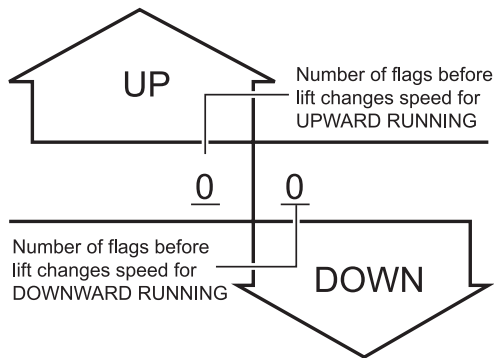 UP
Number of flags before
lift changes speed for
UPWARD RUNNING
0 0
Number of flags before
lift changes speed for
DOWNWARD RUNNING
DOWN